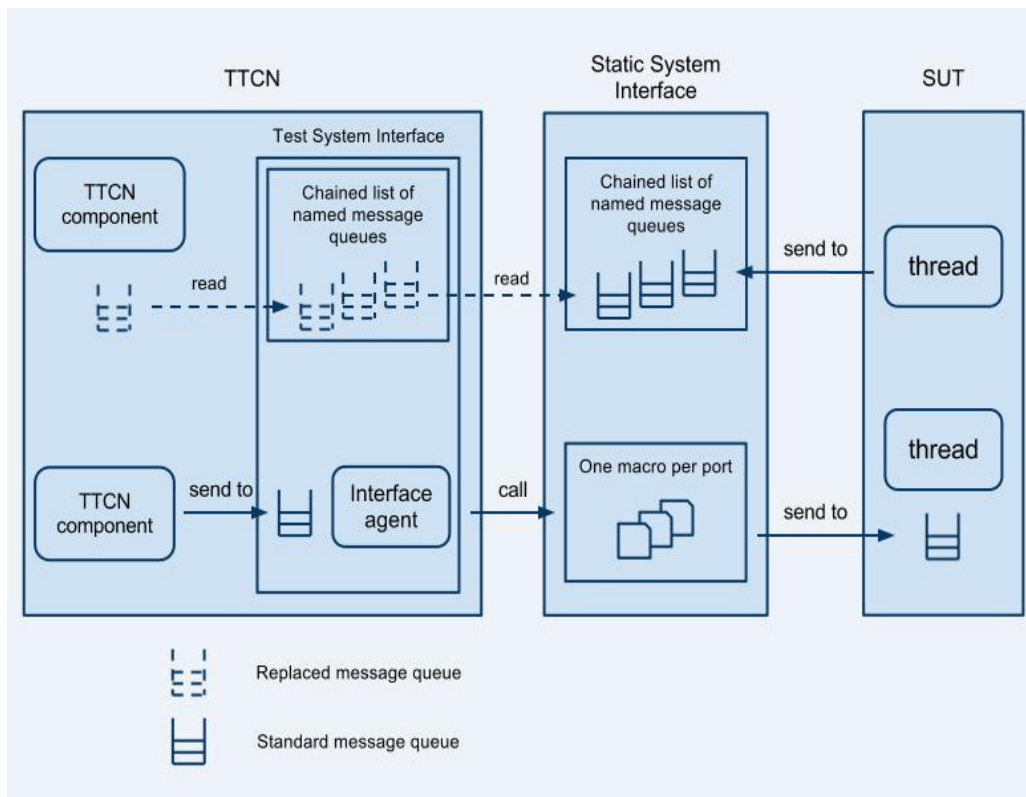 TTCN
Static System
Interface
SUT
Test System Interface
TTCN
component
Chained list of
named message
queues
Chained list of
named message
queues
read
read
send to
thread
TTCN
component
send to
Interface
agent
call
One macro per port
send to
thread
Replaced message queue
Standard message queue